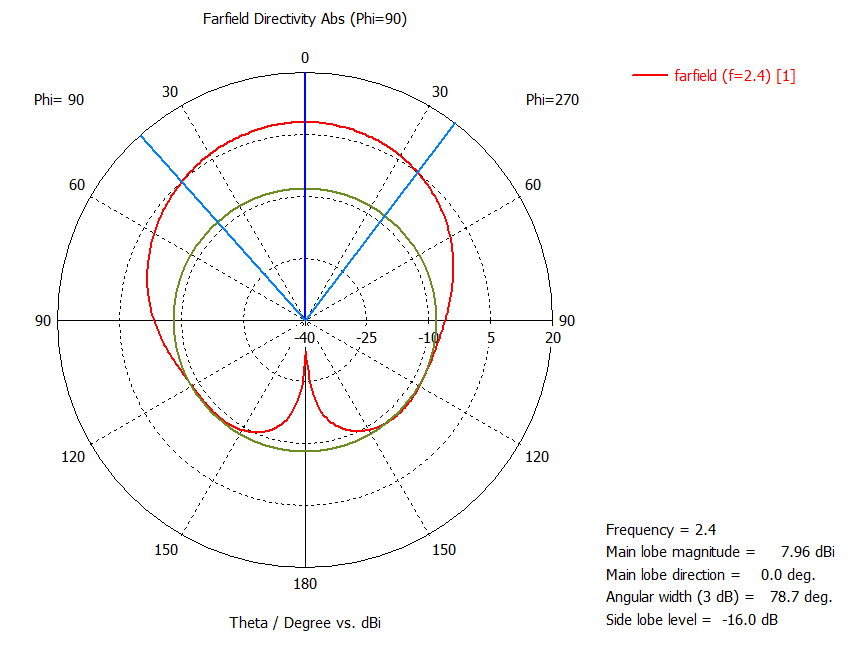 Farfield Directivity Abs (Phi=90)
farfield (f=2.4) [1]
0
30
30
Phi= 90
Phi=270
60
60
90
90
-40
-25
-10
5
20
120
120
150
150
180
Theta / Degree vs. dBi
Frequency = 2.4
Main lobe magnitude = 7.96 dBi
Main lobe direction = 0.0 deg.
Angular width (3 dB) = 78.7 deg.
Side lobe level = -16.0 dB